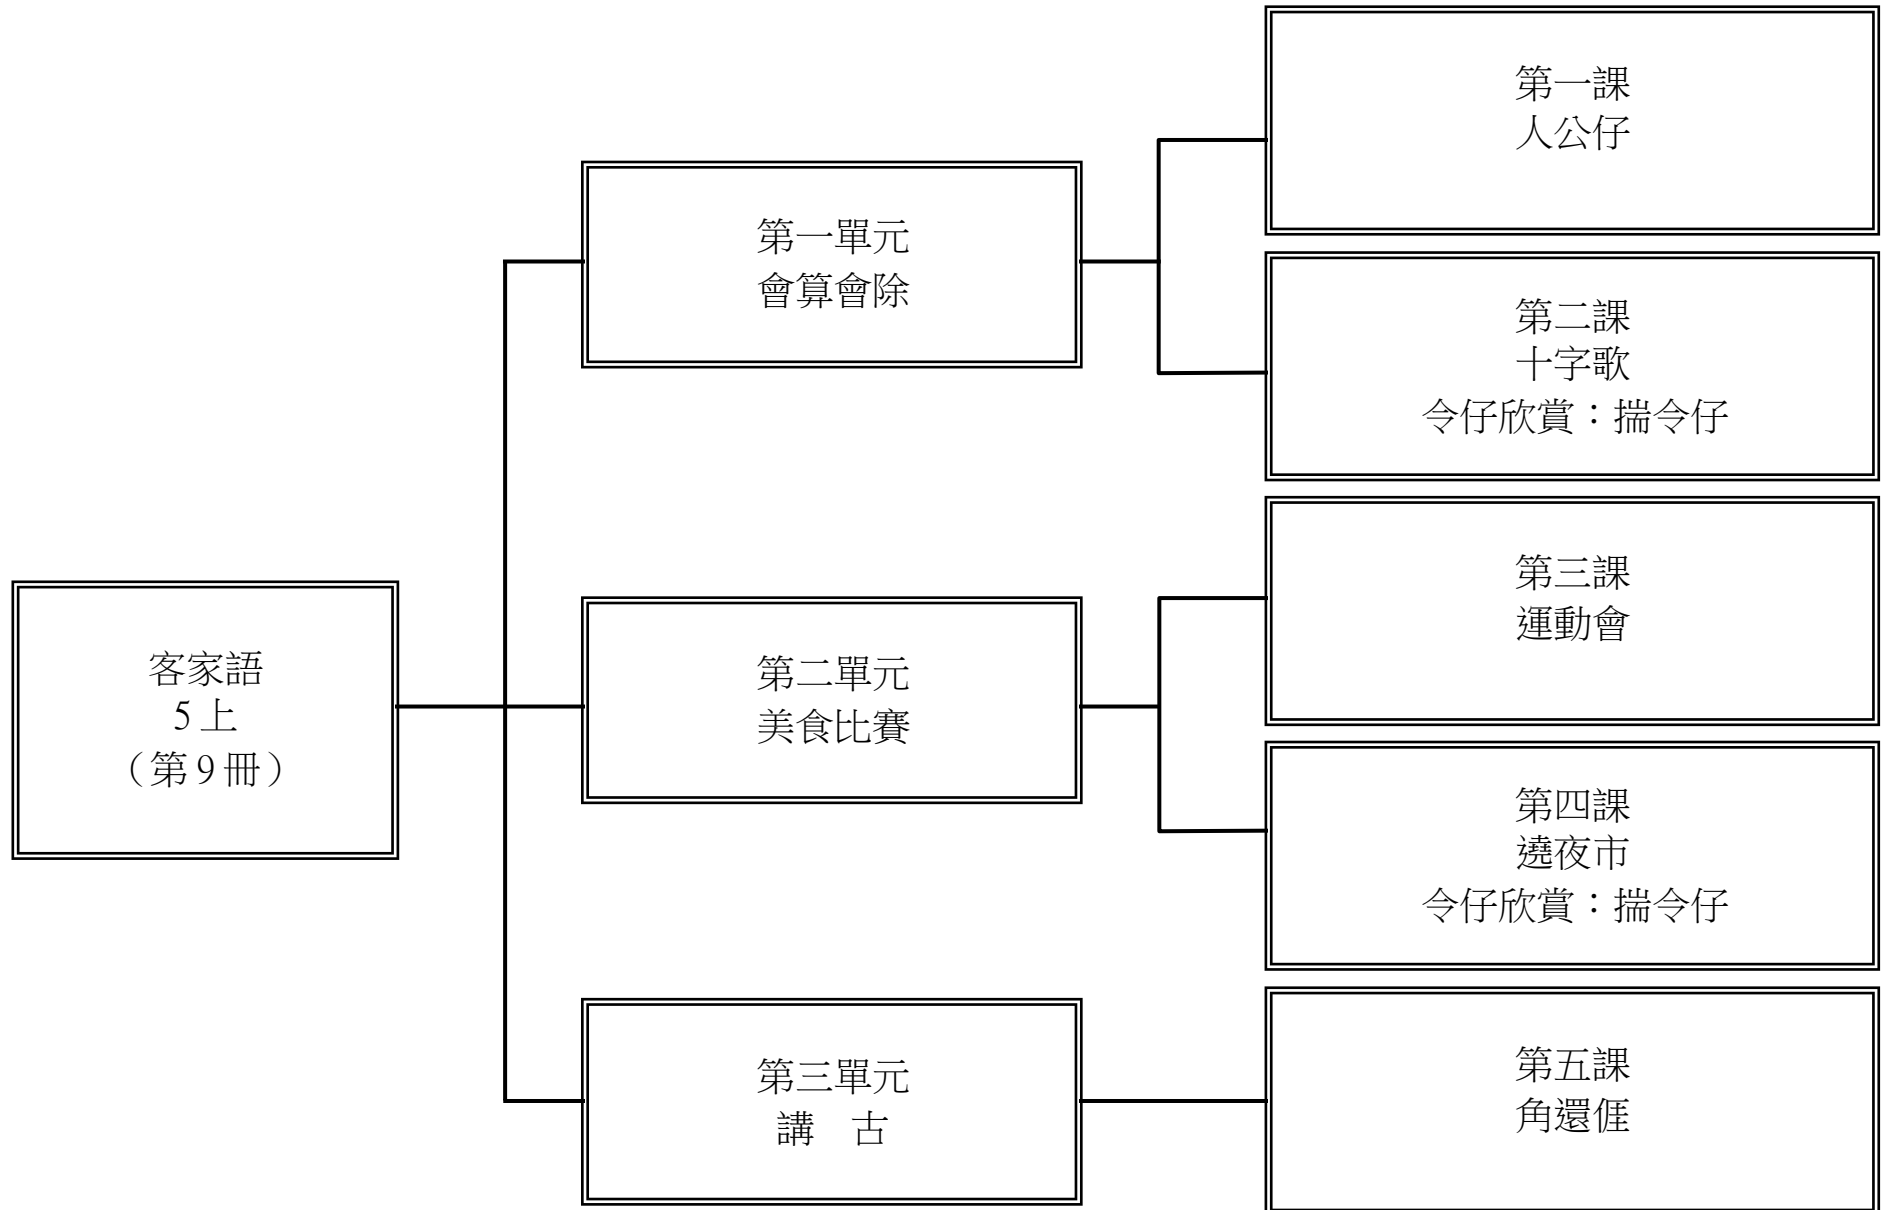 客家語
5上
（第9冊）
第一單元
會算會除
第一課
人公仔
第二課
十字歌
令仔欣賞：揣令仔
第二單元
美食比賽
第三課
運動會
第四課
遶夜市
令仔欣賞：揣令仔
第三單元
講　古
第五課
角還𠊎